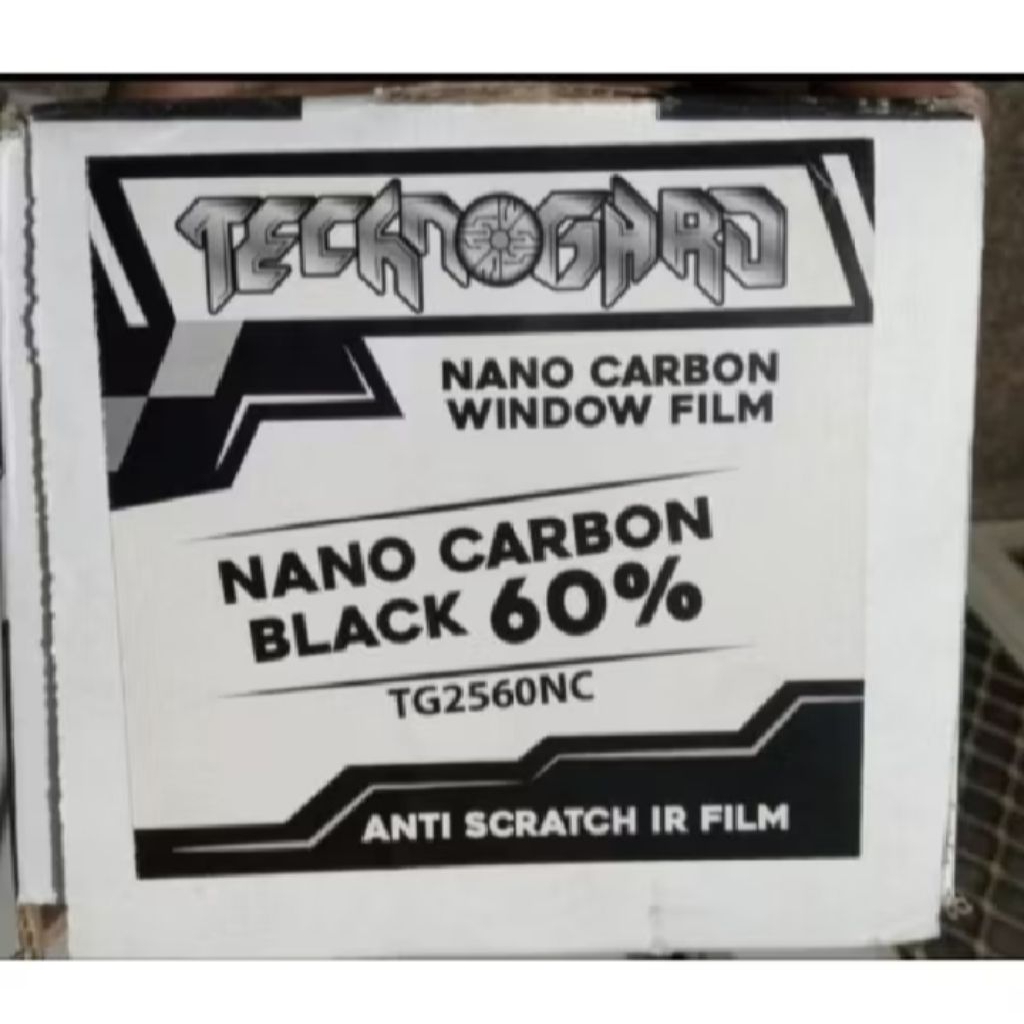 TECKNOGARD
NANO CARBON
WINDOW FILM
NANO CARBON
BLACK 60%
TG2560NC
ANTI SCRATCH IR FILM